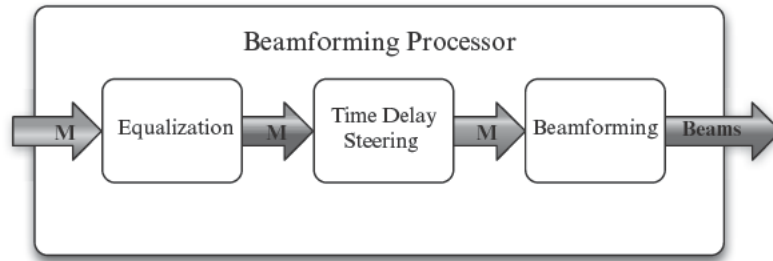 Beamforming Processor
M
Equalization
M
Time Delay
Steering
M
Beamforming
Beams